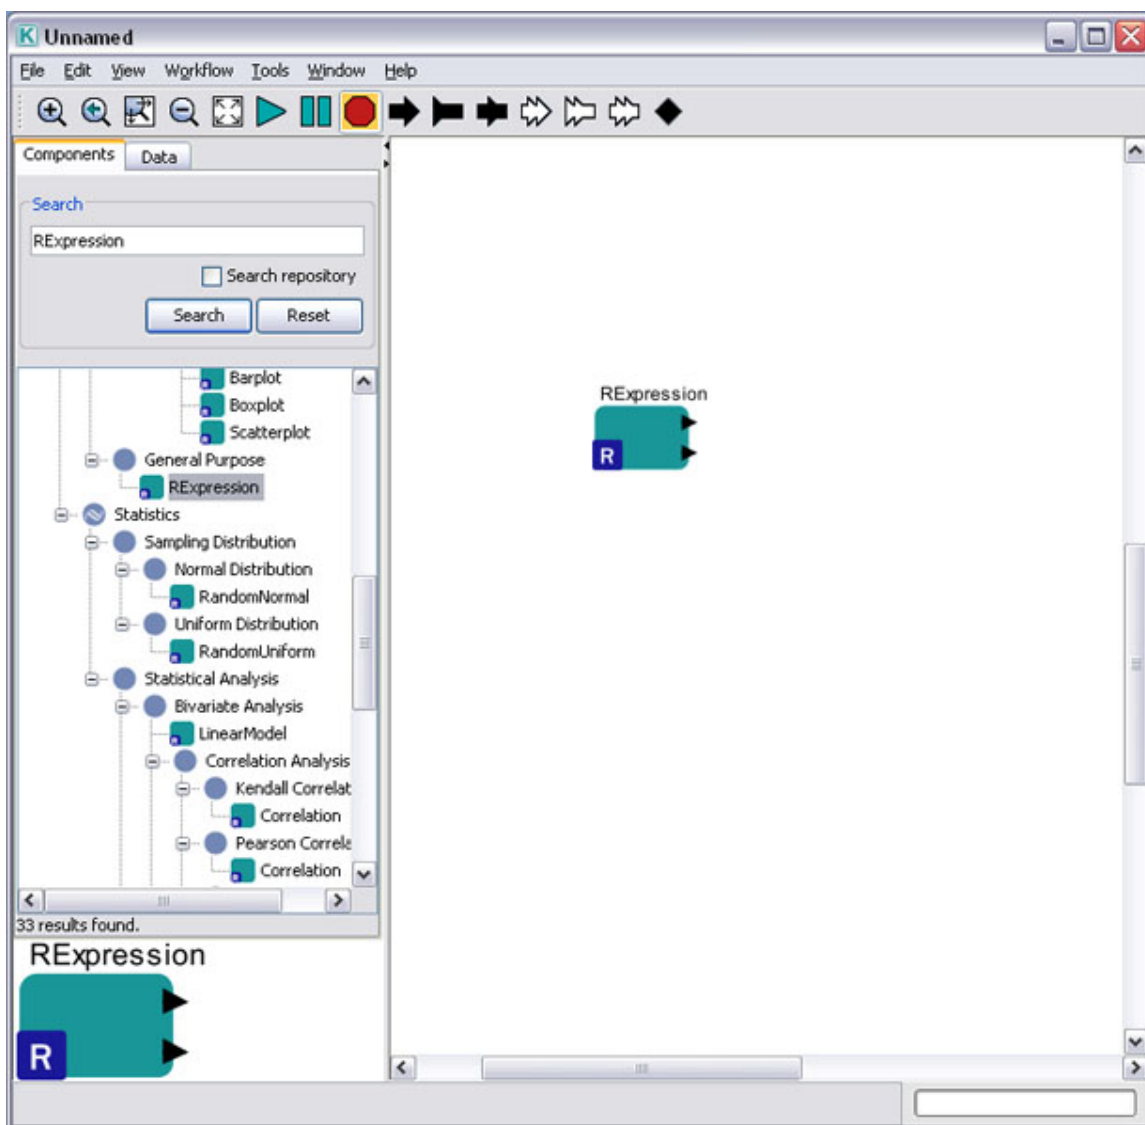 K Unnamed
File Edit View Workflow Tools Window Help
Components Data
Search
RExpression
Search repository
Search Reset
Barplot
Boxplot
Scatterplot
General Purpose
RExpression
Statistics
Sampling Distribution
Normal Distribution
RandomNormal
Uniform Distribution
RandomUniform
Statistical Analysis
Bivariate Analysis
LinearModel
Correlation Analysis
Kendall Correlat
Correlation
Pearson Correla
Correlation
33 results found.
RExpression
R
RExpression
R